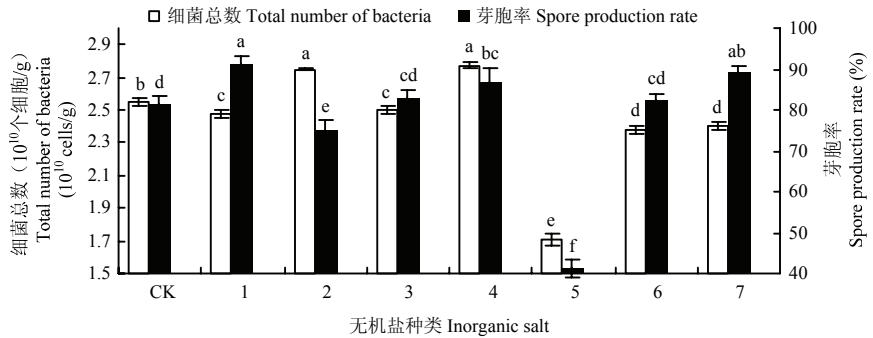 细菌总数 Total number of bacteria 芽胞率 Spore production rate
细菌总数（10¹⁰个细胞/g）
Total number of bacteria
(10¹⁰ cells/g)
2.9
2.7
2.5
2.3
2.1
1.9
1.7
1.5
b d
c a
a e
c cd
a bc
e f
d cd
d ab
100
90
80
70
60
50
40
芽胞率
Spore production rate (%)
CK 1 2 3 4 5 6 7
无机盐种类 Inorganic salt